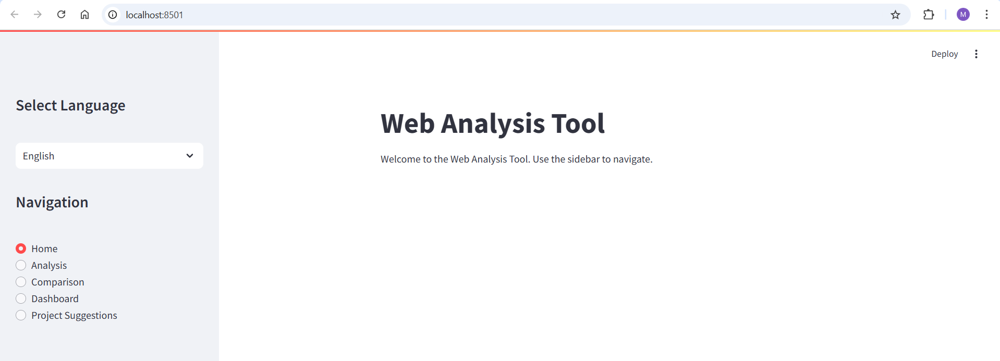 localhost:8501
M
Deploy
Select Language
English
Navigation
Home
Analysis
Comparison
Dashboard
Project Suggestions
Web Analysis Tool
Welcome to the Web Analysis Tool. Use the sidebar to navigate.